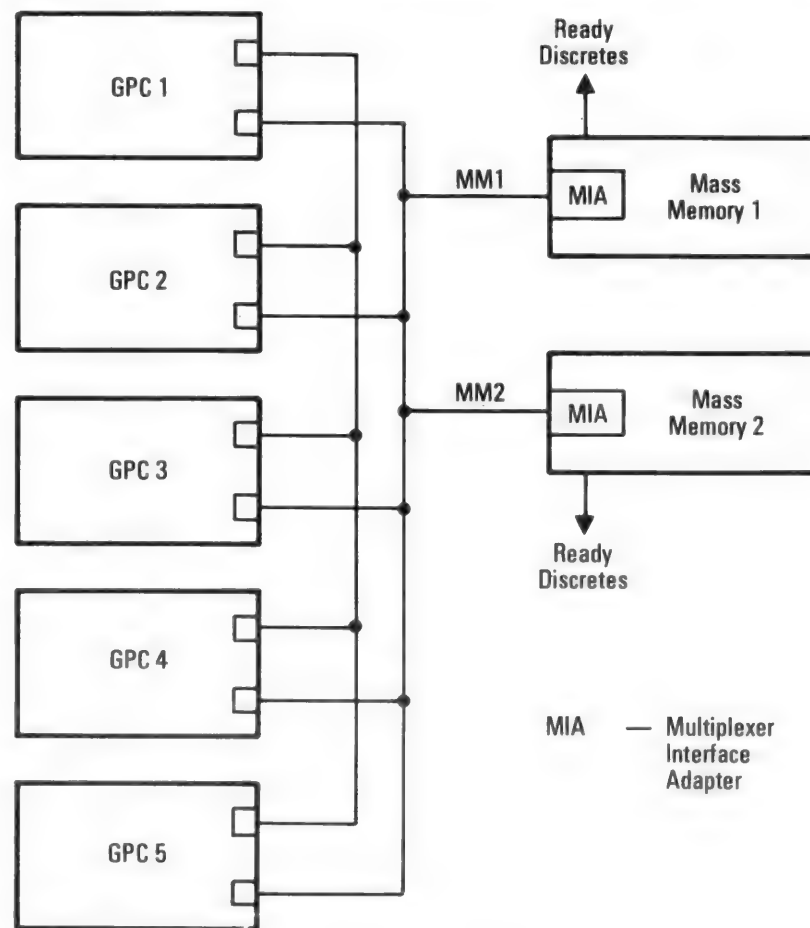 GPC 1
GPC 2
GPC 3
GPC 4
GPC 5
Ready
Discretes
MM1
MIA
Mass
Memory 1
MM2
MIA
Mass
Memory 2
Ready
Discretes
MIA — Multiplexer
Interface
Adapter